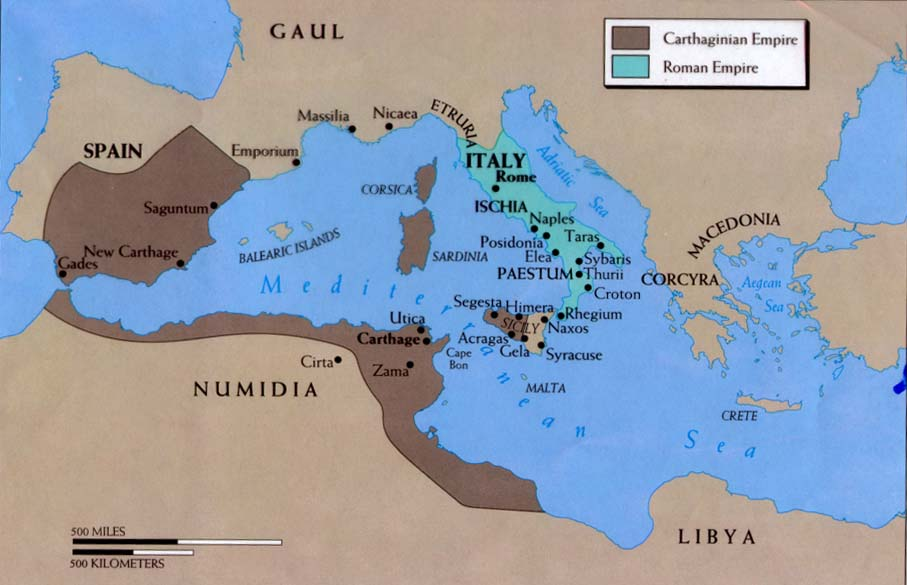 GAUL
Carthaginian Empire
Roman Empire
Massilia
Nicaea
ETRURIA
SPAIN
Emporium
ITALY
Rome
Adriatic
Sea
CORSICA
ISCHIA
Saguntum
Naples
MACEDONIA
BALEARIC ISLANDS
SARDINIA
Posidonia
Taras
New Carthage
Elea
Sybaris
Gades
PAESTUM
Thurii
CORCYRA
Aegean
Sea
Mediterranean Sea
Croton
Segesta
Himera
Rhegium
Utica
SICILY
Naxos
Carthage
Acragas
Cape
Bon
Gela
Syracuse
Cirta
Zama
NUMIDIA
MALTA
CRETE
500 MILES
500 KILOMETERS
LIBYA